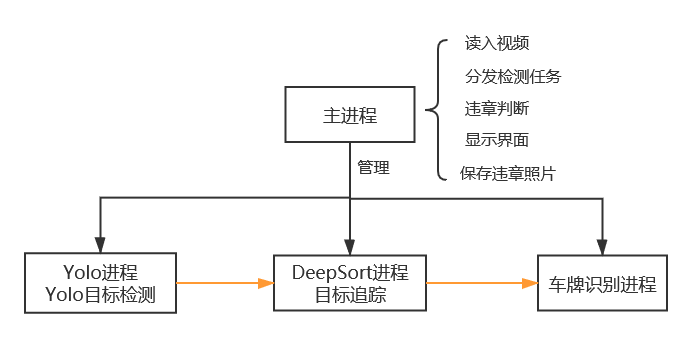 读入视频
分发检测任务
主进程
违章判断
显示界面
管理
保存违章照片
Yolo进程
Yolo目标检测
DeepSort进程
目标追踪
车牌识别进程